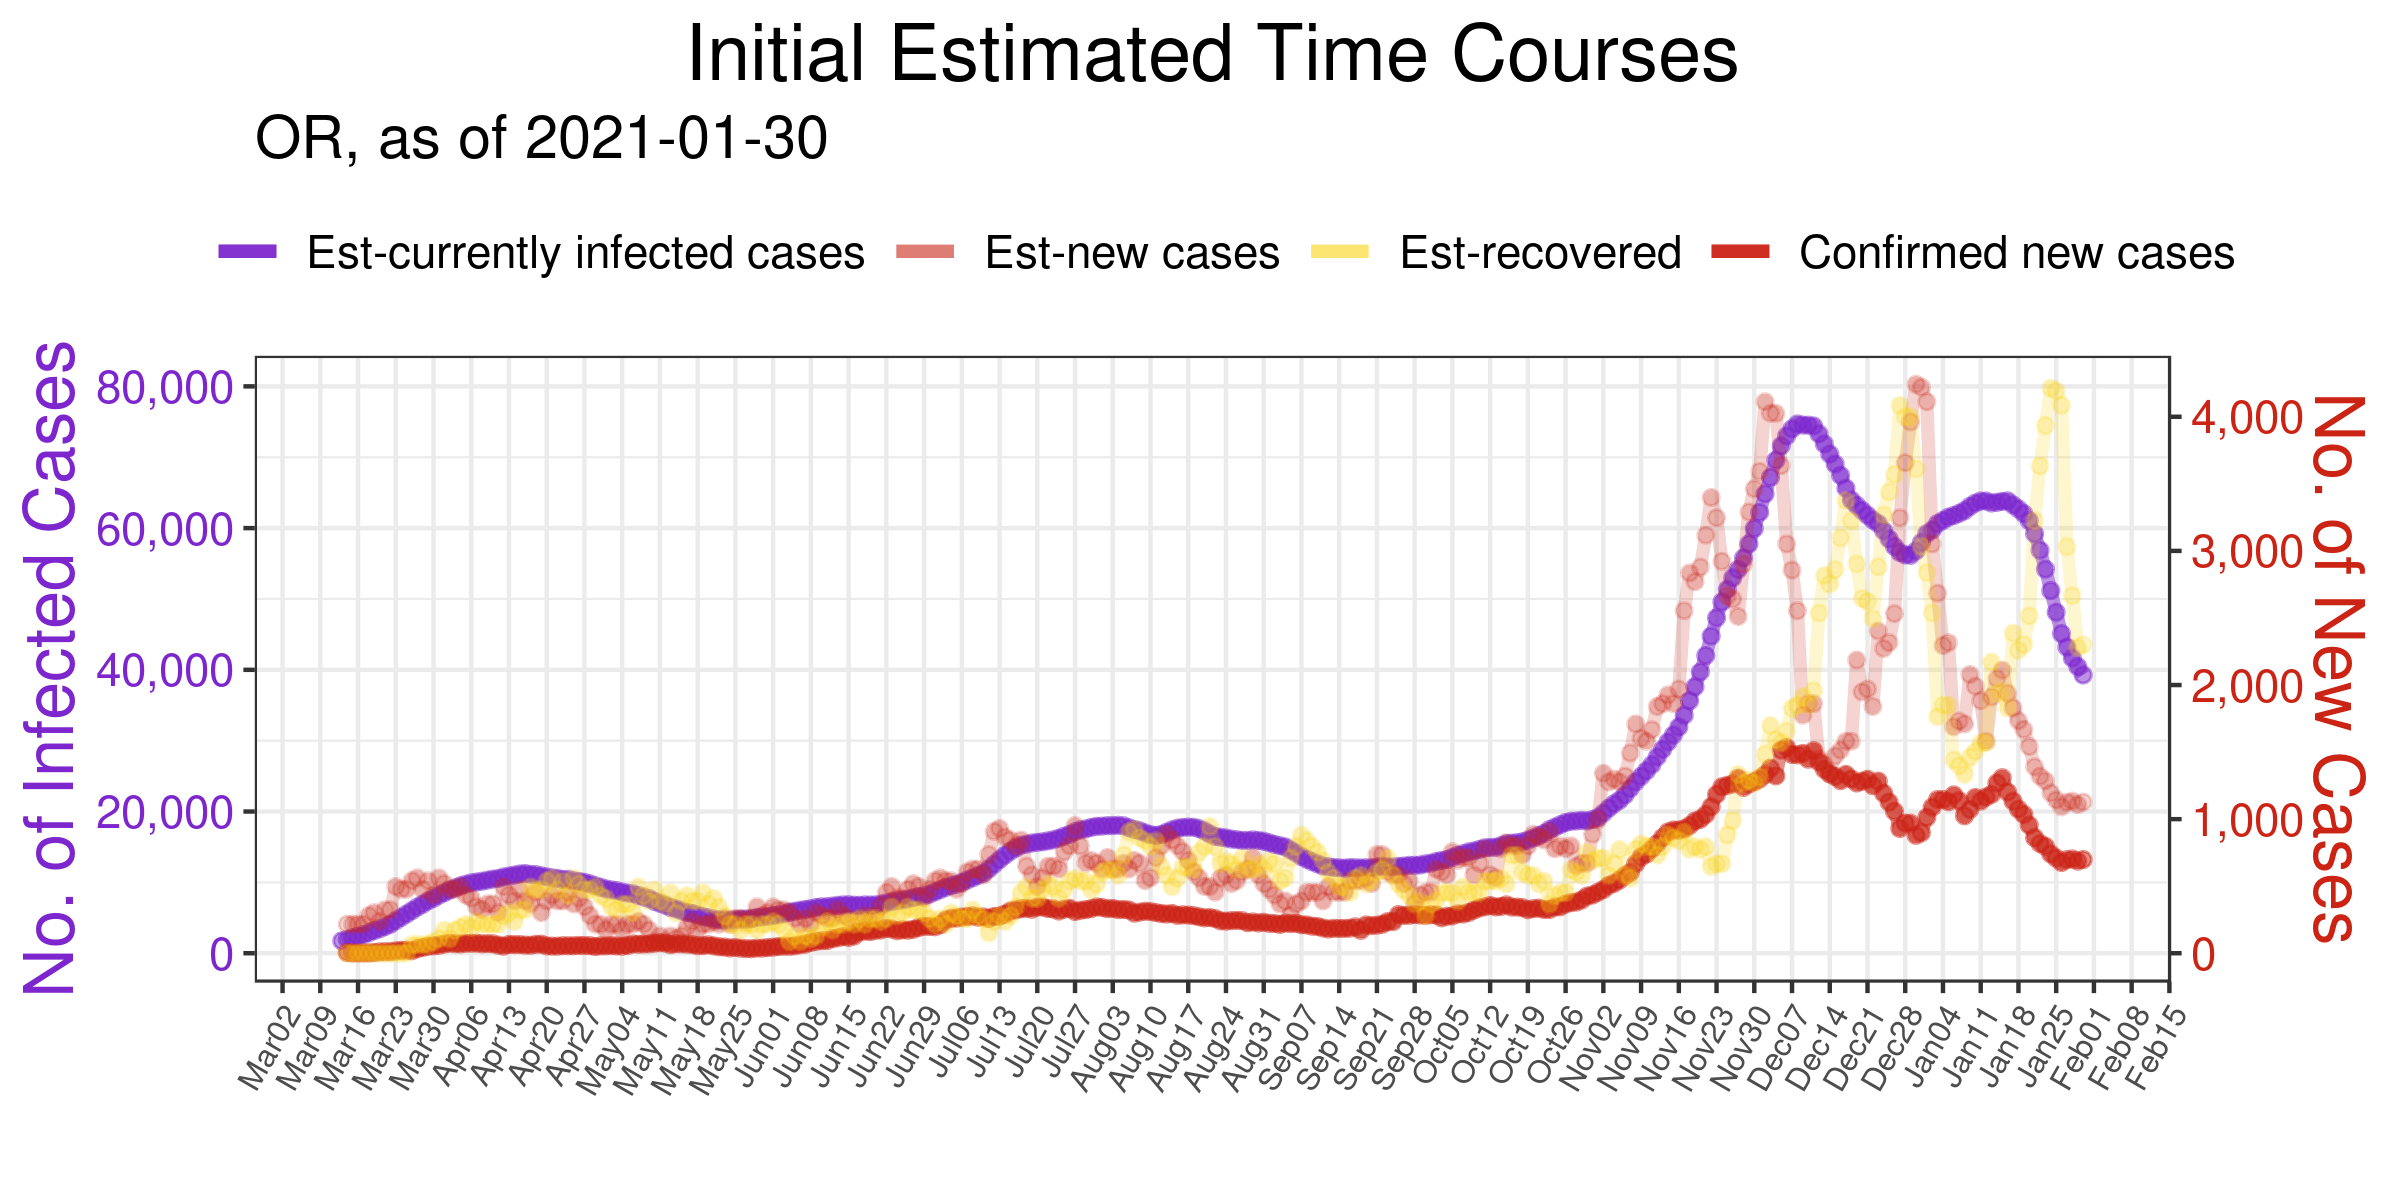 Initial Estimated Time Courses
OR, as of 2021-01-30
Est-currently infected cases
Est-new cases
Est-recovered
Confirmed new cases
No. of Infected Cases
80,000
60,000
40,000
20,000
0
No. of New Cases
4,000
3,000
2,000
1,000
0
Mar02
Mar09
Mar16
Mar23
Mar30
Apr06
Apr13
Apr20
Apr27
May04
May11
May18
May25
Jun01
Jun08
Jun15
Jun22
Jun29
Jul06
Jul13
Jul20
Jul27
Aug03
Aug10
Aug17
Aug24
Aug31
Sep07
Sep14
Sep21
Sep28
Oct05
Oct12
Oct19
Oct26
Nov02
Nov09
Nov16
Nov23
Nov30
Dec07
Dec14
Dec21
Dec28
Jan04
Jan11
Jan18
Jan25
Feb01
Feb08
Feb15